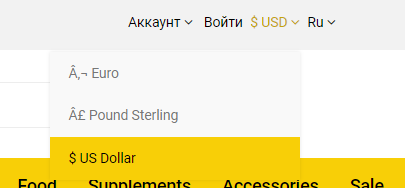 Аккаунт Войти $ USD Ru
Ã‚¬ Euro
Â£ Pound Sterling
$ US Dollar
Food Supplements Accessories Sale